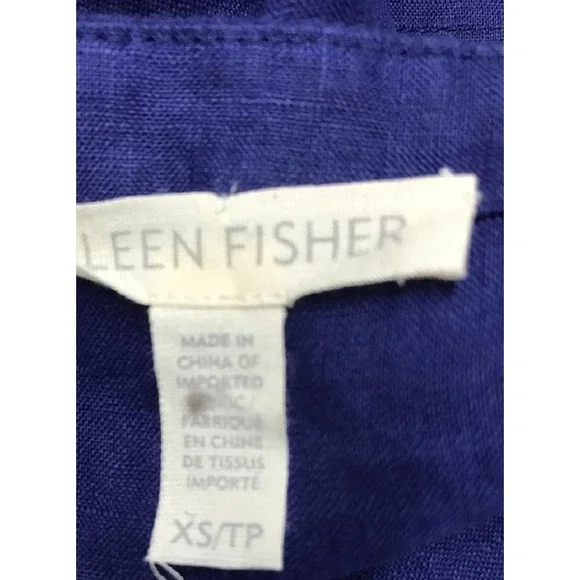 LEEN FISHER
MADE IN
CHINA OF
IMPORTED
FABRIQUÉ
EN CHINE
DE TISSUS
IMPORTÉ
XS/TP